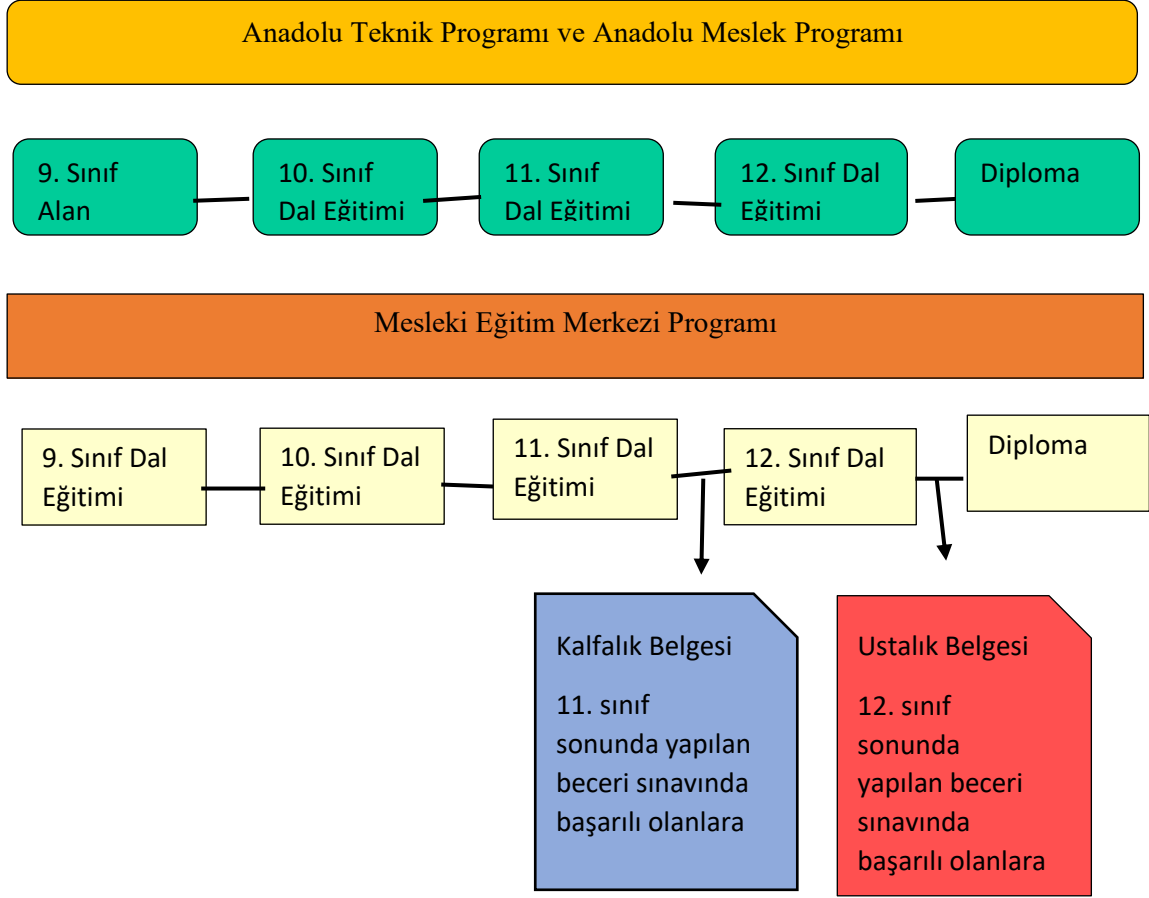 Anadolu Teknik Programı ve Anadolu Meslek Programı
9. Sınıf
Alan
10. Sınıf
Dal Eğitimi
11. Sınıf
Dal Eğitimi
12. Sınıf Dal
Eğitimi
Diploma
Mesleki Eğitim Merkezi Programı
9. Sınıf Dal
Eğitimi
10. Sınıf Dal
Eğitimi
11. Sınıf Dal
Eğitimi
12. Sınıf Dal
Eğitimi
Diploma
Kalfalık Belgesi
11. sınıf
sonunda yapılan
beceri sınavında
başarılı olanlara
Ustalık Belgesi
12. sınıf
sonunda
yapılan beceri
sınavında
başarılı olanlara